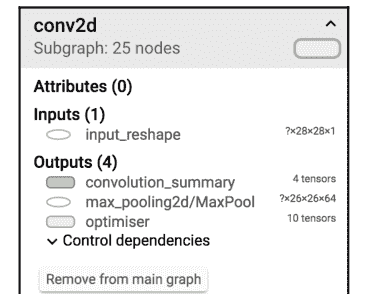 conv2d
Subgraph: 25 nodes
Attributes (0)
Inputs (1)
input_reshape ?×28×28×1
Outputs (4)
convolution_summary 4 tensors
max_pooling2d/MaxPool ?×26×26×64
optimiser 10 tensors
Control dependencies
Remove from main graph